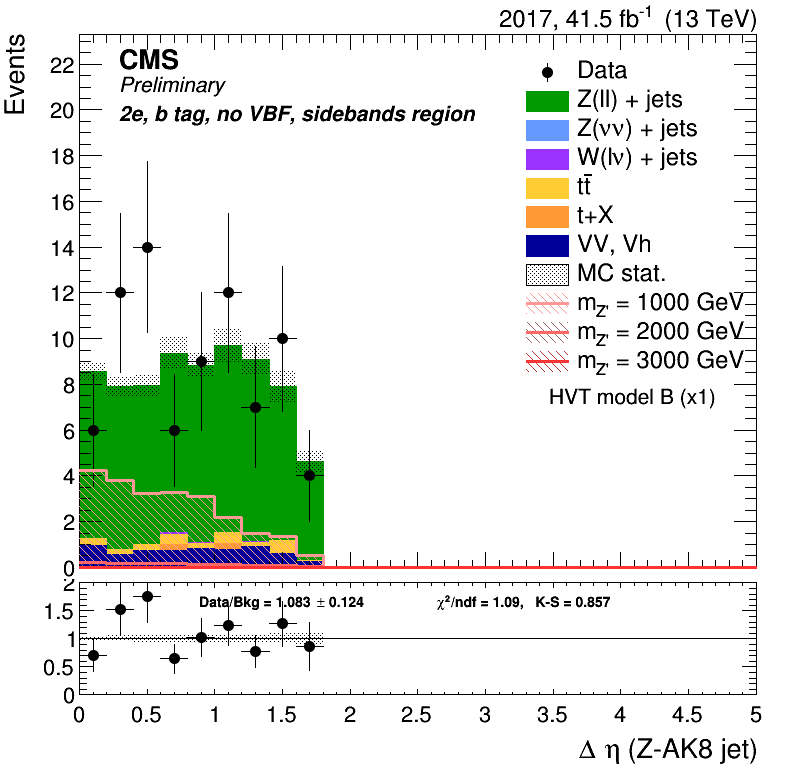 2017, 41.5 fb⁻¹ (13 TeV)
Events
CMS
Preliminary
2e, b tag, no VBF, sidebands region
Data
Z(ll) + jets
Z(νν) + jets
W(lν) + jets
tt̄
t+X
VV, Vh
MC stat.
m_Z' = 1000 GeV
m_Z' = 2000 GeV
m_Z' = 3000 GeV
HVT model B (x1)
22
20
18
16
14
12
10
8
6
4
2
0
2
1.5
1
0.5
0
Data/Bkg = 1.083 ± 0.124
χ²/ndf = 1.09, K-S = 0.857
0 0.5 1 1.5 2 2.5 3 3.5 4 4.5 5
Δ η (Z-AK8 jet)